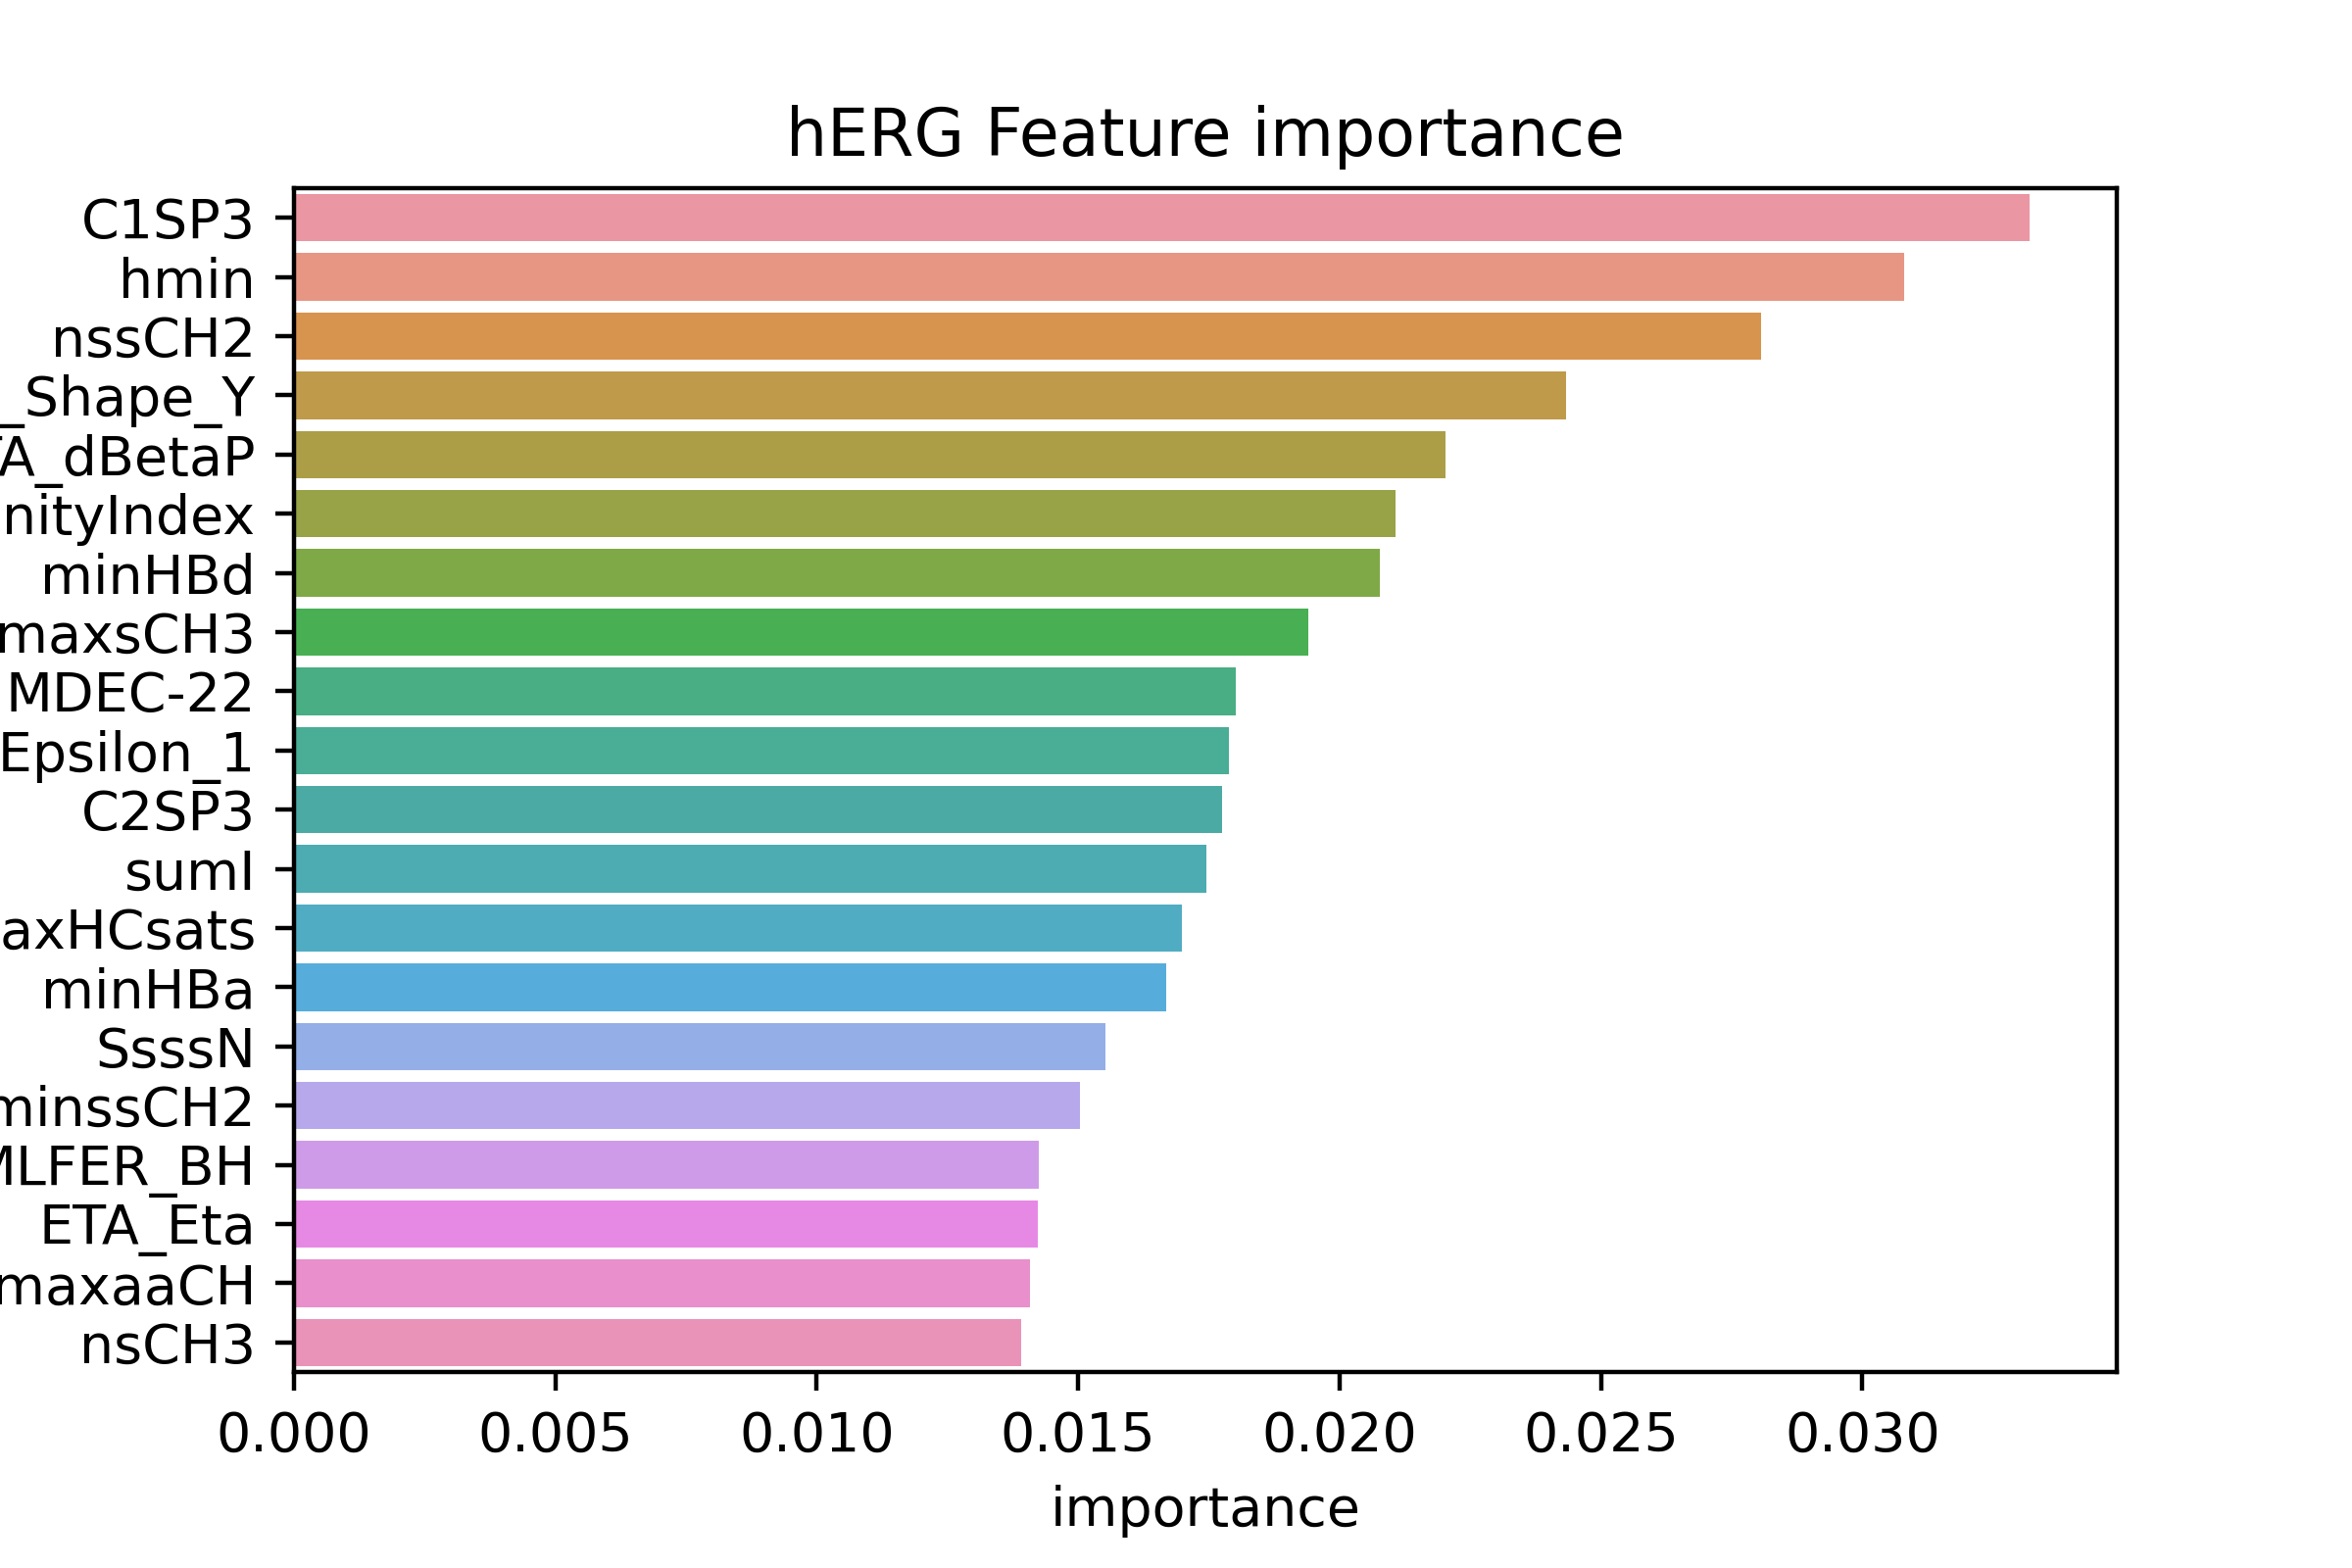 hERG Feature importance
C1SP3
hmin
nssCH2
_Shape_Y
A_dBetaP
nityIndex
minHBd
maxsCH3
MDEC-22
Epsilon_1
C2SP3
sumI
axHCsats
minHBa
SsssN
minssCH2
MLFER_BH
ETA_Eta
maxaaCH
nsCH3
0.000 0.005 0.010 0.015 0.020 0.025 0.030
importance